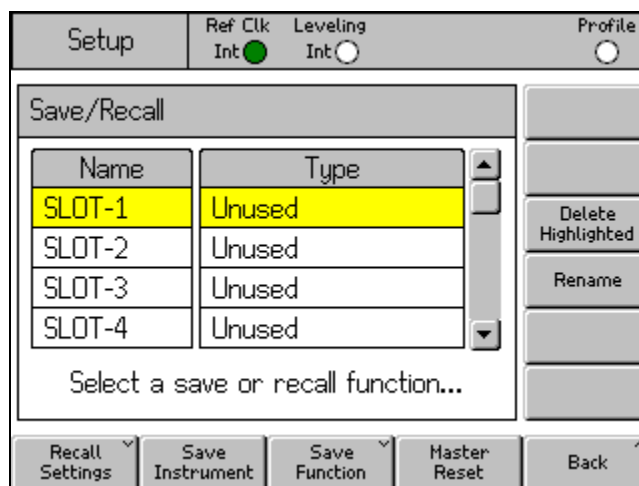 Setup
Ref Clk Leveling Profile
Int Int
Save/Recall
Name Type
SLOT-1 Unused
SLOT-2 Unused
SLOT-3 Unused
SLOT-4 Unused
Select a save or recall function...
Delete
Highlighted
Rename
Recall
Settings
Save
Instrument
Save
Function
Master
Reset
Back